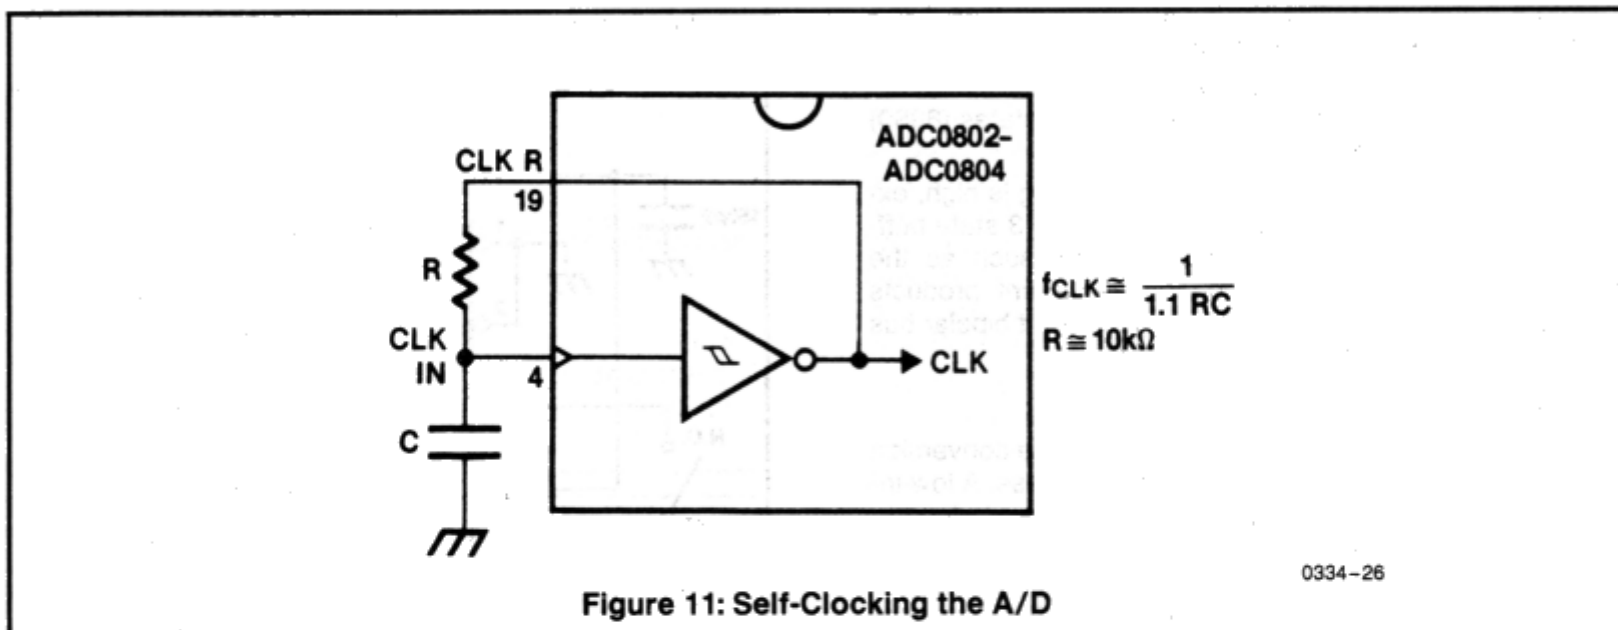 ADC0802-
ADC0804
CLK R
19
R
CLK
IN
4
C
CLK
fCLK ≅ 1 / 1.1 RC
R ≅ 10kΩ
0334-26
Figure 11: Self-Clocking the A/D